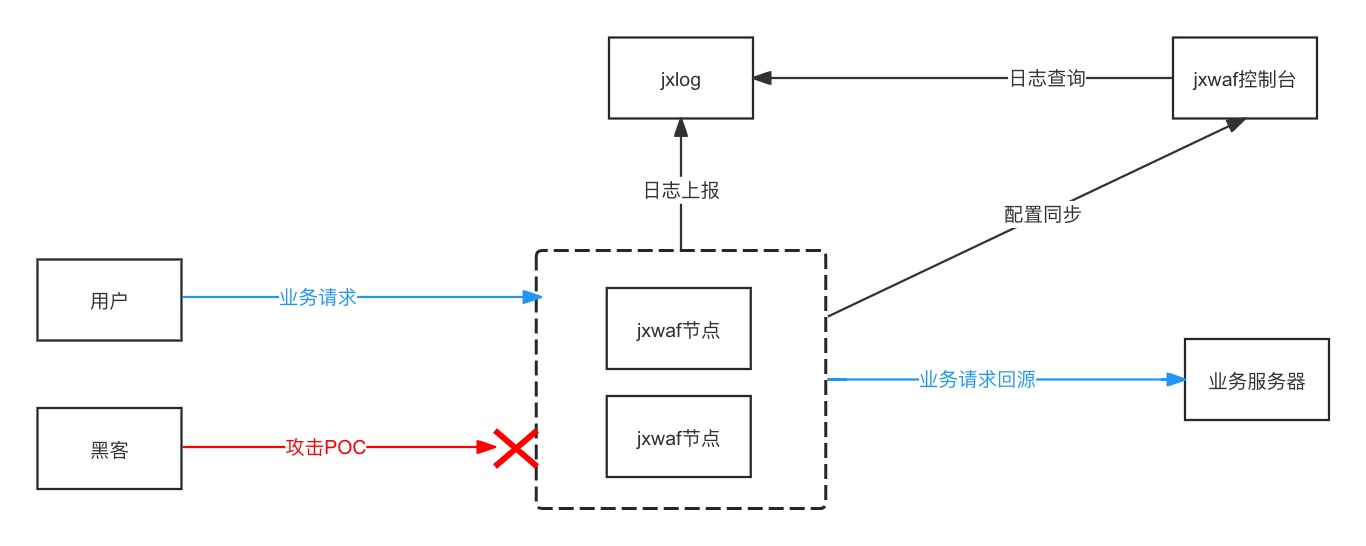 jxlog
日志查询
jxwaf控制台
日志上报
配置同步
用户
业务请求
jxwaf节点
业务请求回源
业务服务器
黑客
攻击POC
jxwaf节点